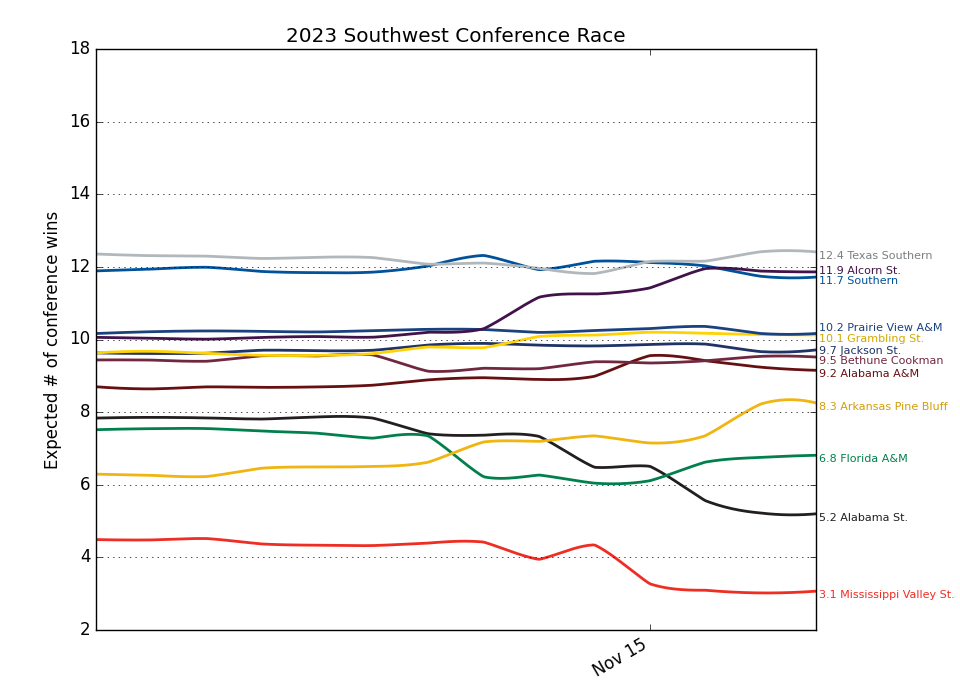 2023 Southwest Conference Race
Expected # of conference wins
18
16
14
12
10
8
6
4
2
Nov 15
12.4 Texas Southern
11.9 Alcorn St.
11.7 Southern
10.2 Prairie View A&M
10.1 Grambling St.
9.7 Jackson St.
9.5 Bethune Cookman
9.2 Alabama A&M
8.3 Arkansas Pine Bluff
6.8 Florida A&M
5.2 Alabama St.
3.1 Mississippi Valley St.